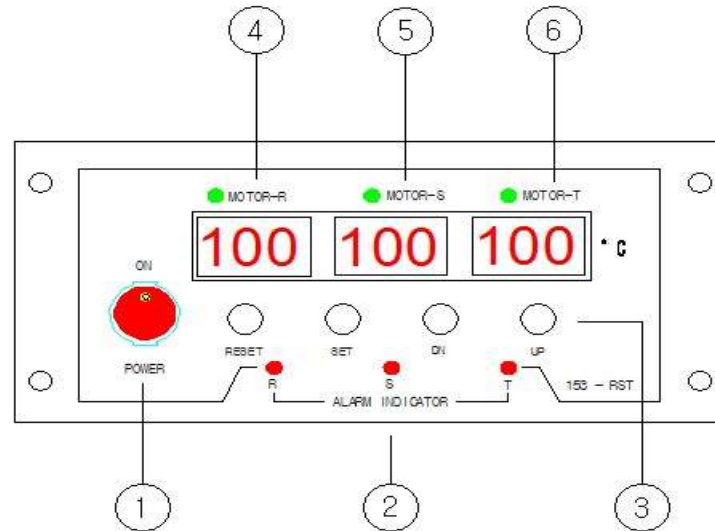 4 5 6
MOTOR-R MOTOR-S MOTOR-T
100 100 100 °C
ON
RESET SET DN UP
POWER
R S T
153 - RST
ALARM INDICATOR
1 2 3